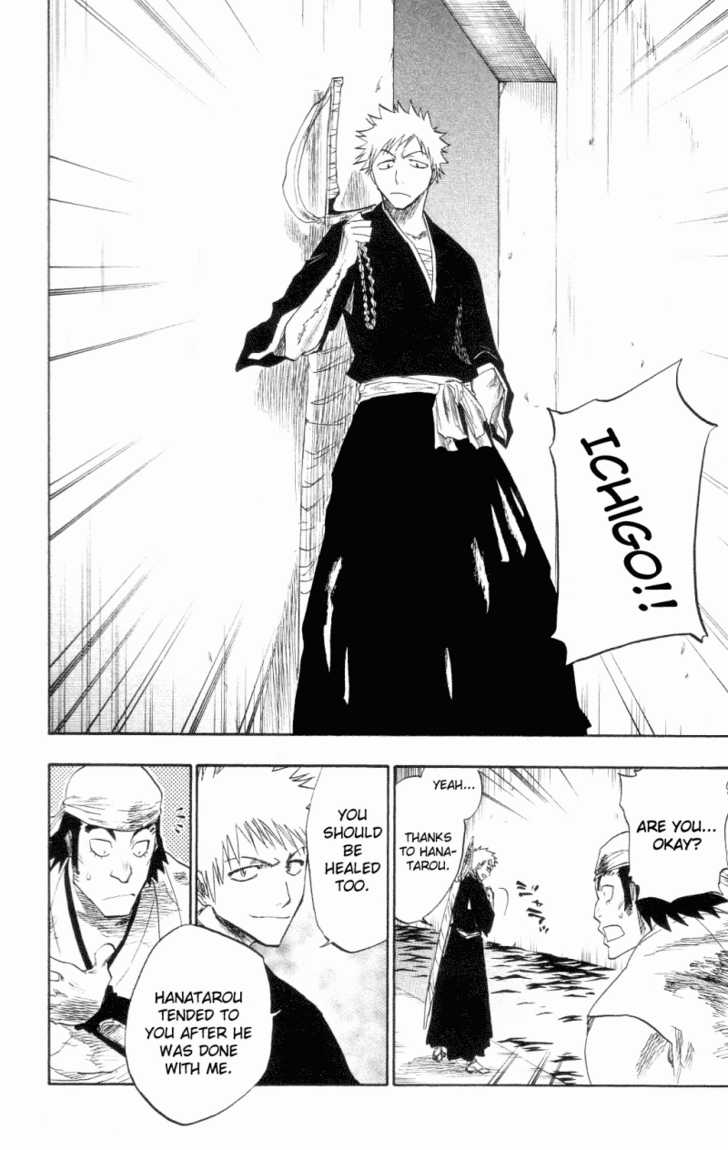 ICHIGO!!
ARE YOU...
OKAY?
YEAH...
THANKS
TO HANA-
TAROU.
YOU
SHOULD
BE
HEALED
TOO.
HANATAROU
TENDED TO
YOU AFTER HE
WAS DONE
WITH ME.